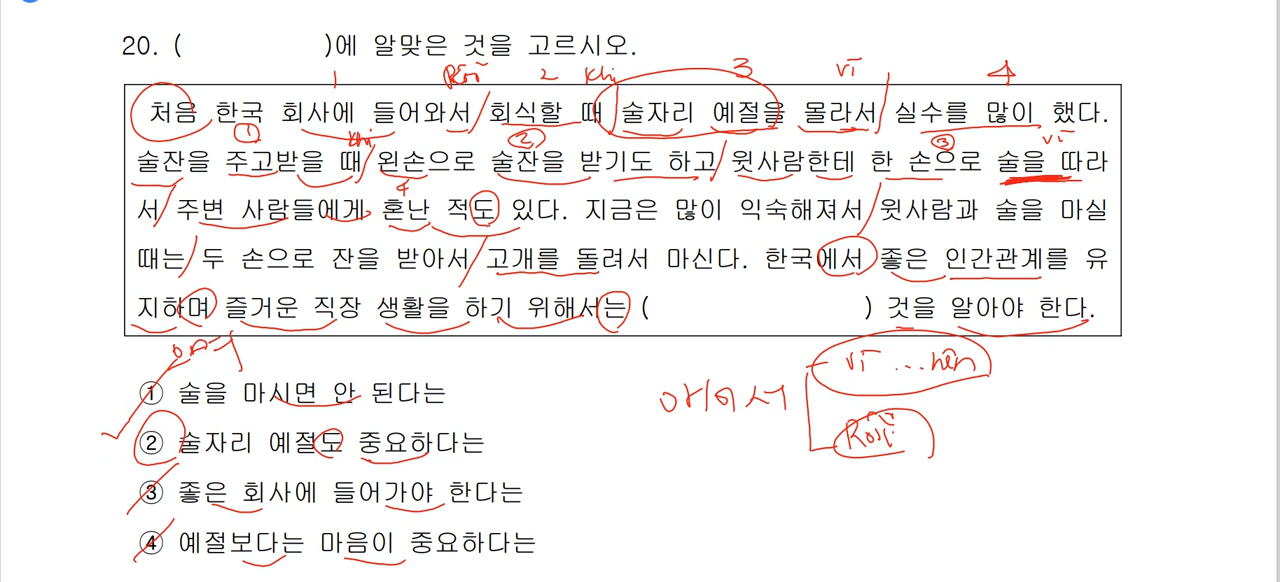 20. ( )에 알맞은 것을 고르시오.
1 Rồi 2 khi 3 vì 4
처음 한국 회사에 들어와서 회식할 때 술자리 예절을 몰라서 실수를 많이 했다.
① khi ② ③ vì
술잔을 주고받을 때 왼손으로 술잔을 받기도 하고 윗사람한테 한 손으로 술을 따라
4
서 주변 사람들에게 혼난 적도 있다. 지금은 많이 익숙해져서 윗사람과 술을 마실
때는 두 손으로 잔을 받아서 고개를 돌려서 마신다. 한국에서 좋은 인간관계를 유
지하며 즐거운 직장 생활을 하기 위해서는 ( ) 것을 알아야 한다.
① 술을 마시면 안 된다는
vì ... nên
아/어서
② 술자리 예절도 중요하다는
Rồi
③ 좋은 회사에 들어가야 한다는
④ 예절보다는 마음이 중요하다는